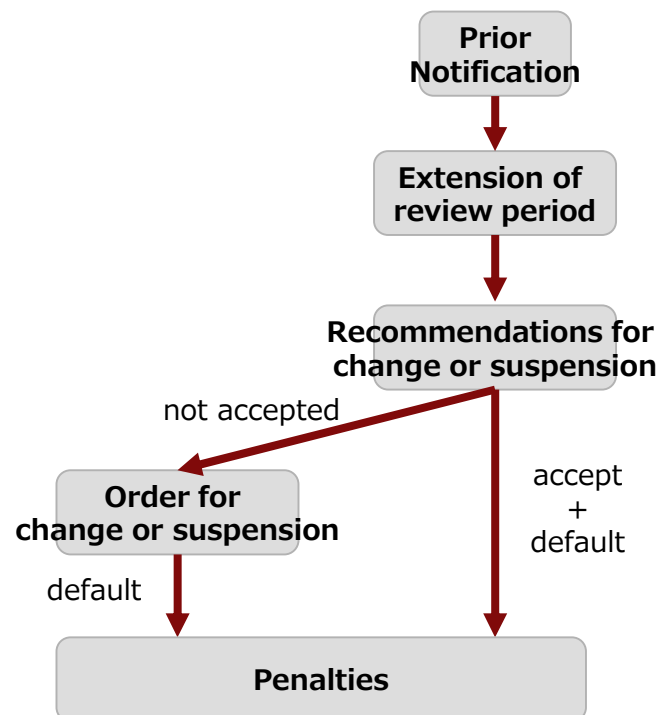 Prior
Notification
Extension of
review period
Recommendations for
change or suspension
not accepted
accept
+
default
Order for
change or suspension
default
Penalties